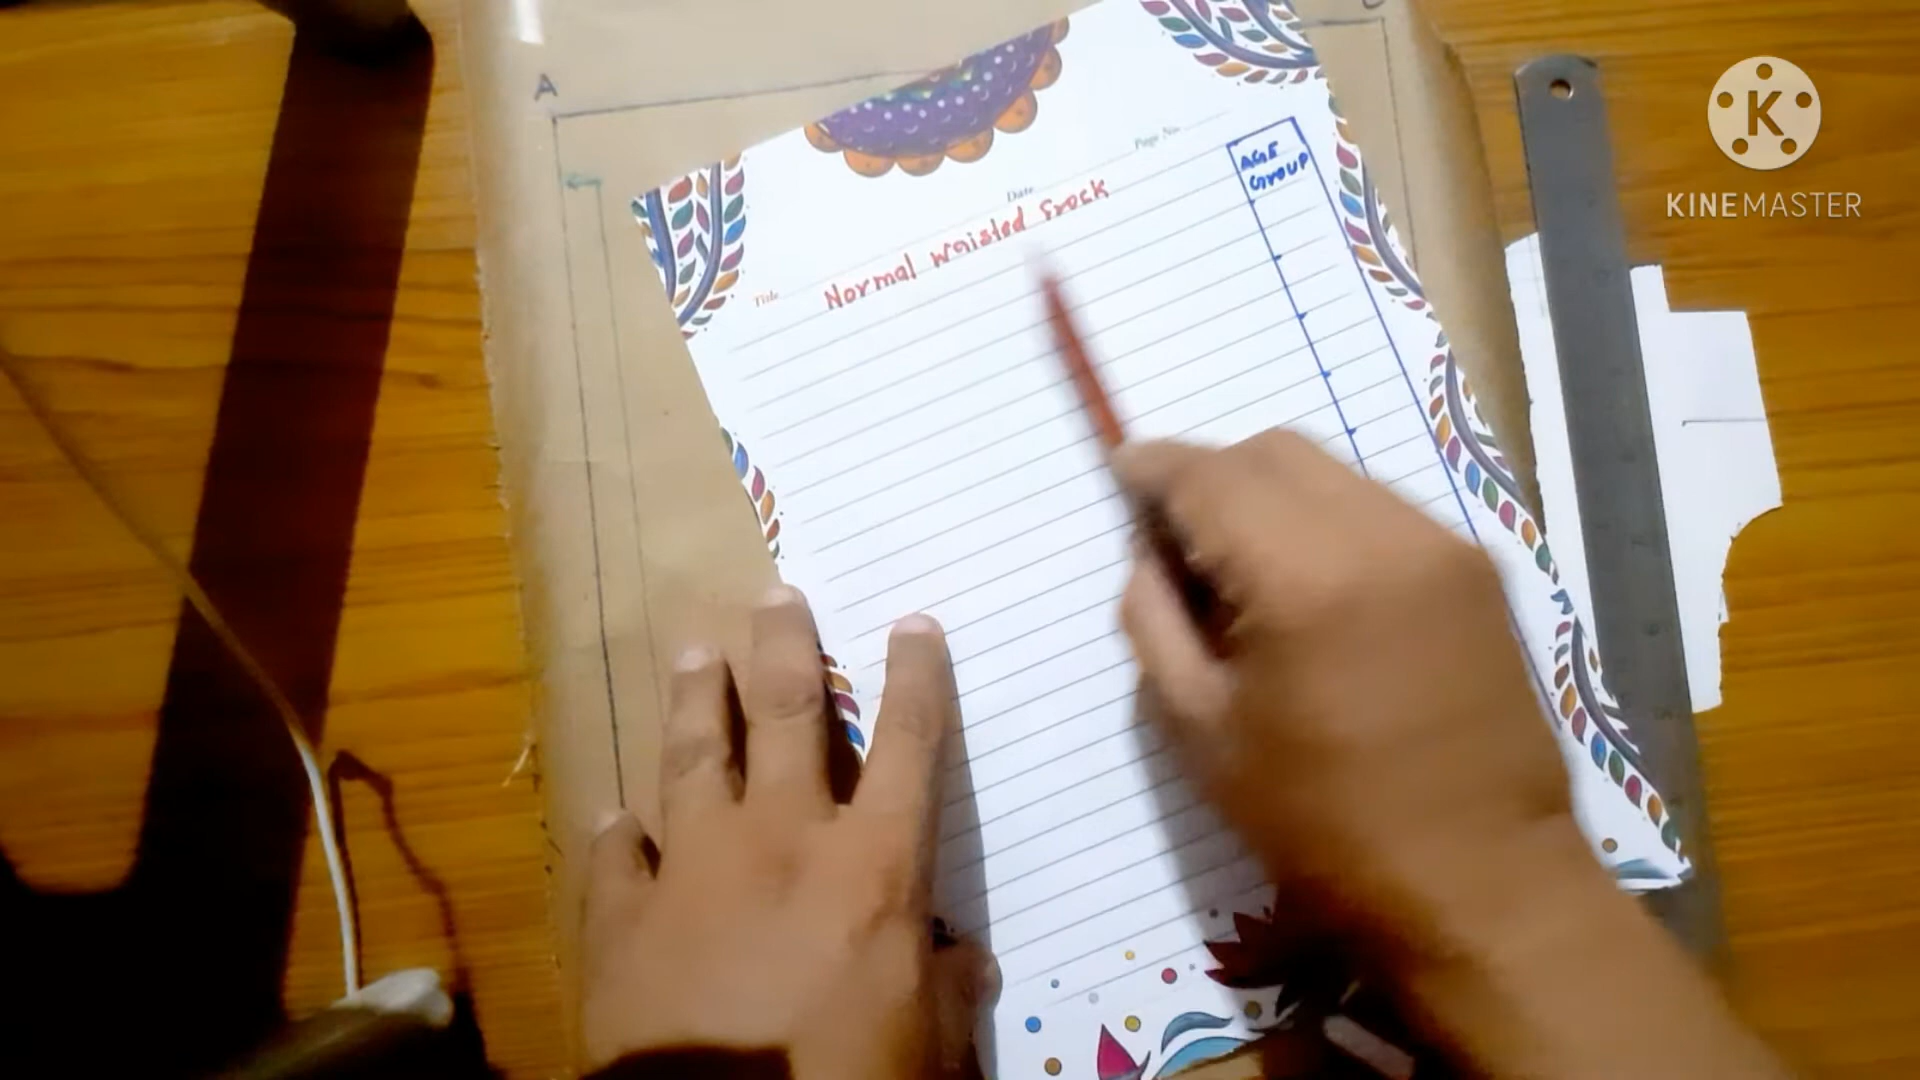 A
K
KINEMASTER
Page No.
Date
AGE
GROUP
Title Normal Waisted frock